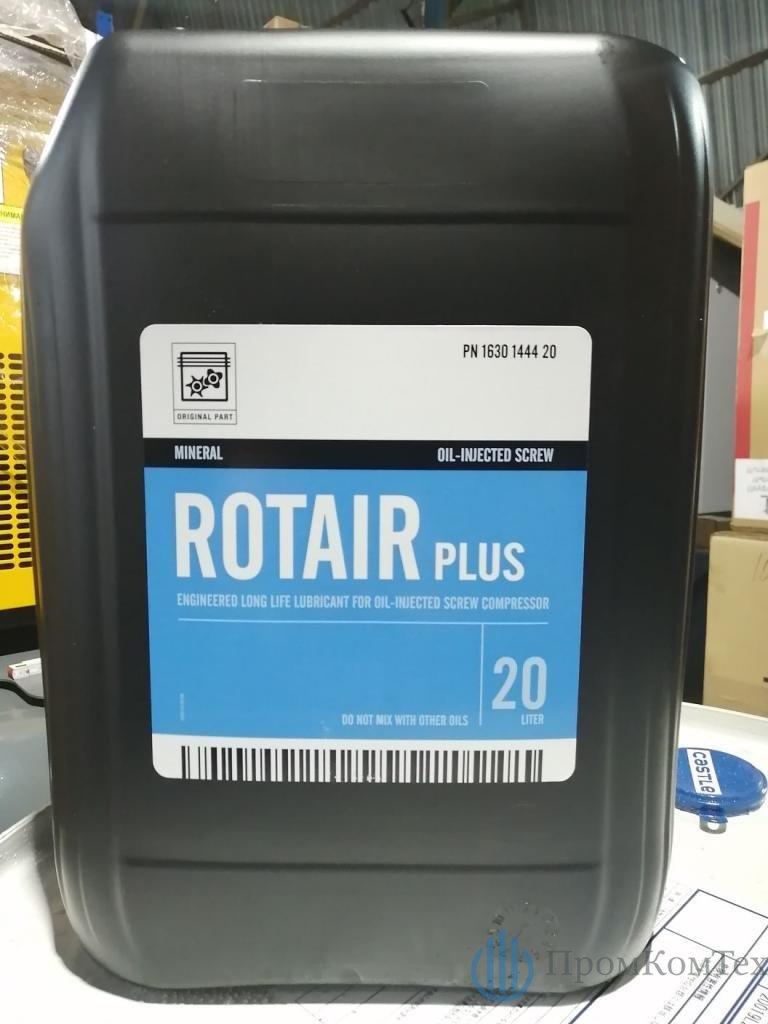 PN 1630 1444 20
ORIGINAL PART
MINERAL
OIL-INJECTED SCREW
ROTAIR PLUS
ENGINEERED LONG LIFE LUBRICANT FOR OIL-INJECTED SCREW COMPRESSOR
20
DO NOT MIX WITH OTHER OILS
LITER
CASTLE
ПромКомТех